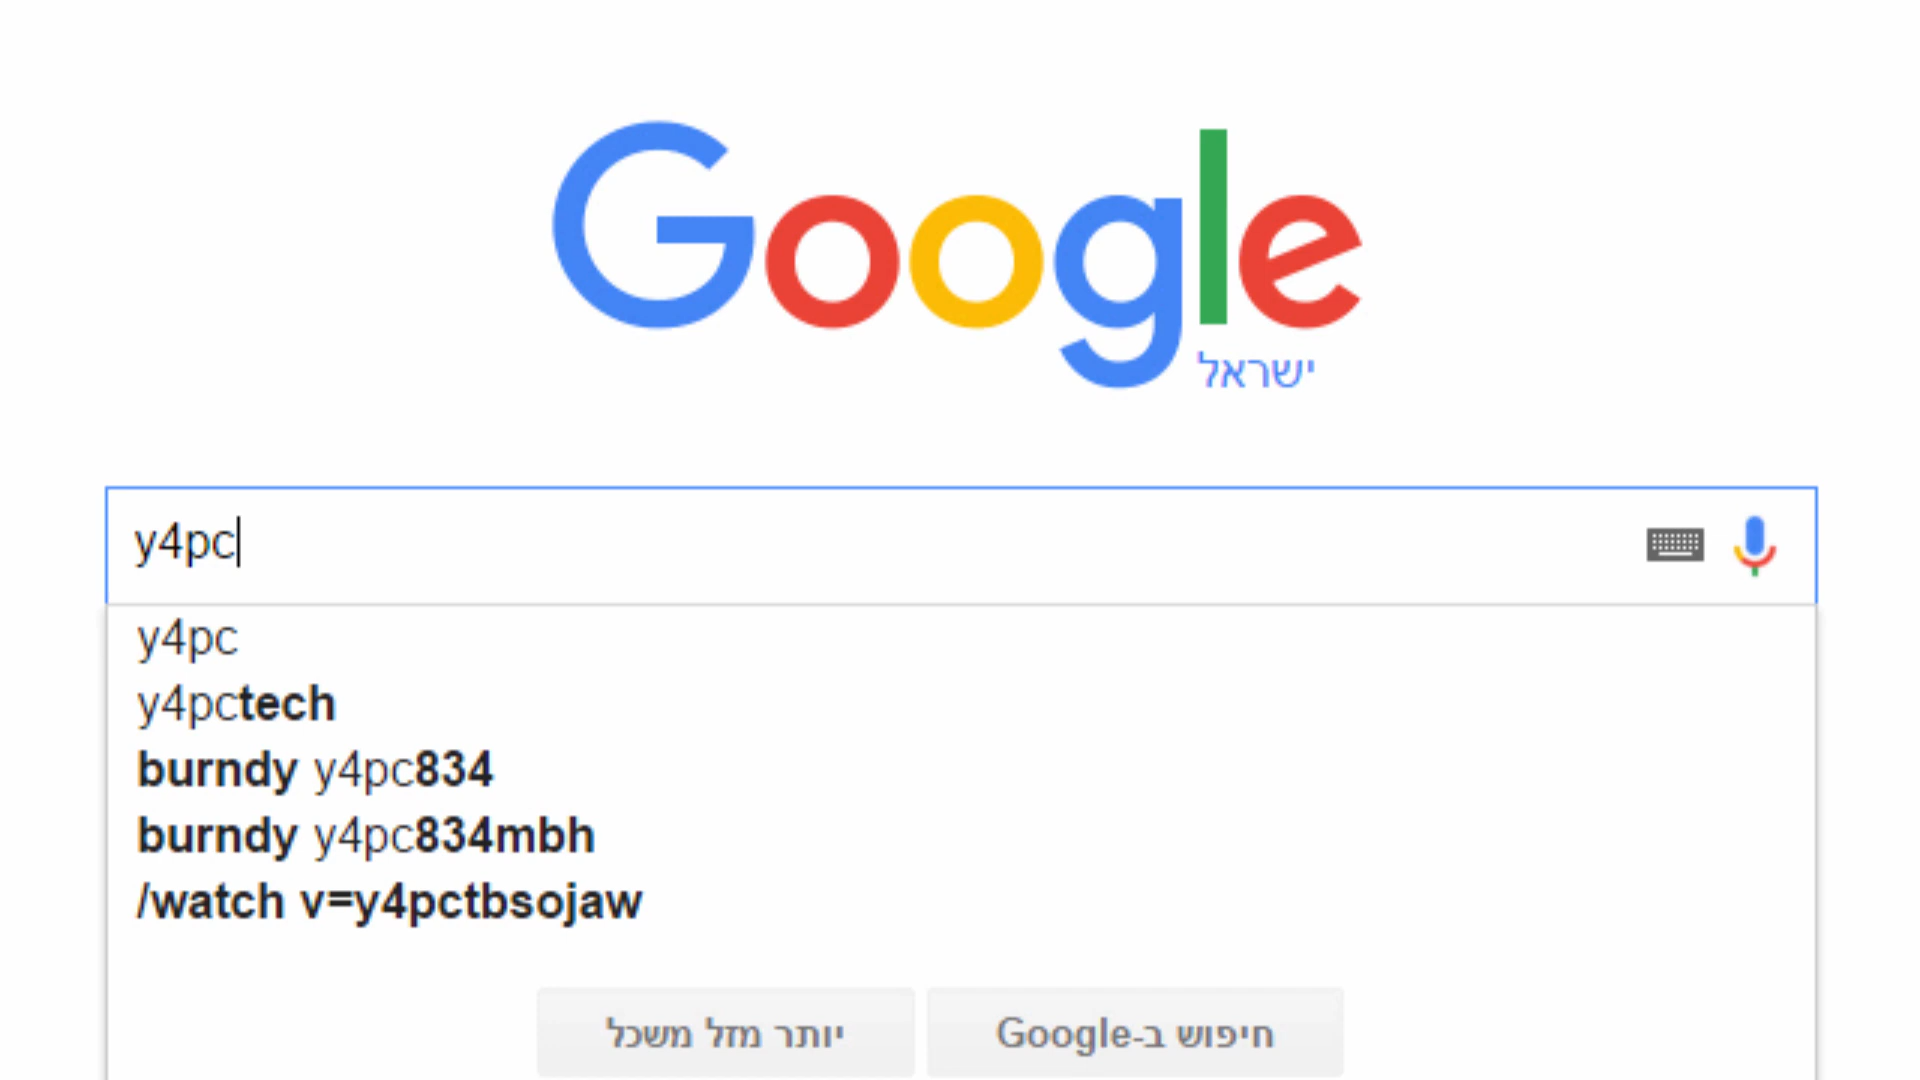 Google
ישראל
y4pc
y4pc
y4pctech
burndy y4pc834
burndy y4pc834mbh
/watch v=y4pctbsojaw
חיפוש ב-Google
יותר מזל משכל